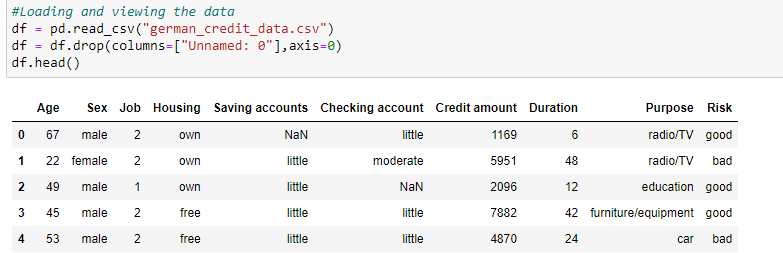 #Loading and viewing the data
df = pd.read_csv("german_credit_data.csv")
df = df.drop(columns=["Unnamed: 0"],axis=0)
df.head()
Age Sex Job Housing Saving accounts Checking account Credit amount Duration Purpose Risk
0 67 male 2 own NaN little 1169 6 radio/TV good
1 22 female 2 own little moderate 5951 48 radio/TV bad
2 49 male 1 own little NaN 2096 12 education good
3 45 male 2 free little little 7882 42 furniture/equipment good
4 53 male 2 free little little 4870 24 car bad